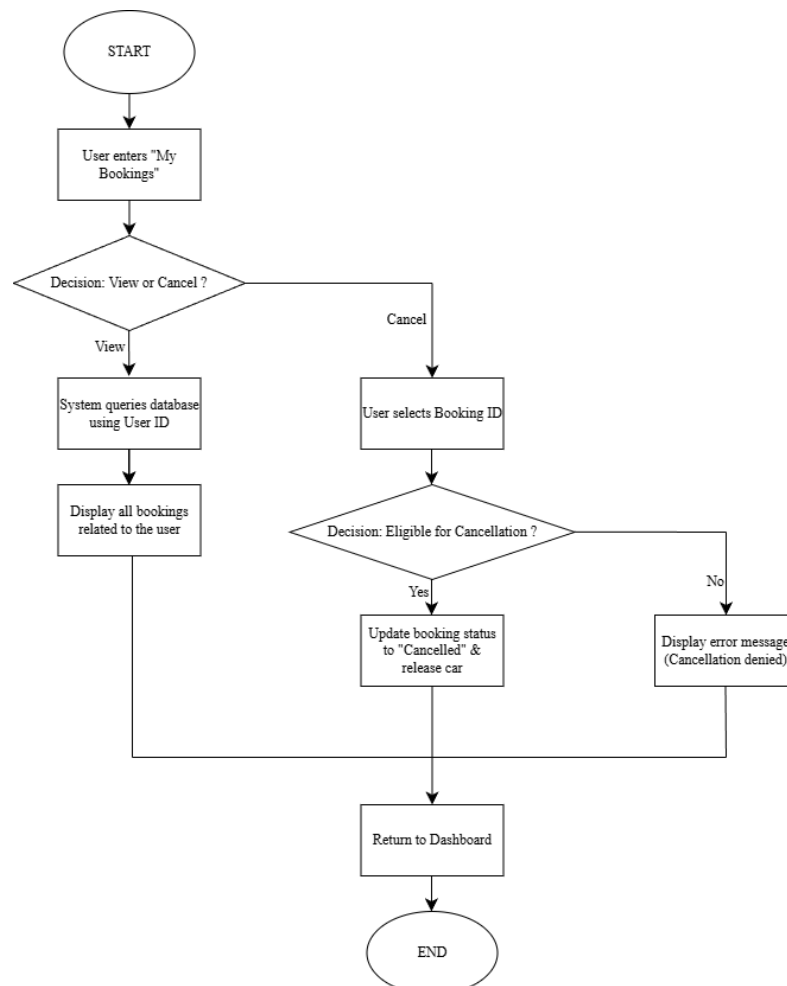 START
User enters "My
Bookings"
Decision: View or Cancel ?
Cancel
View
System queries database
using User ID
User selects Booking ID
Display all bookings
related to the user
Decision: Eligible for Cancellation ?
Yes
No
Update booking status
to "Cancelled" &
release car
Display error message
(Cancellation denied)
Return to Dashboard
END